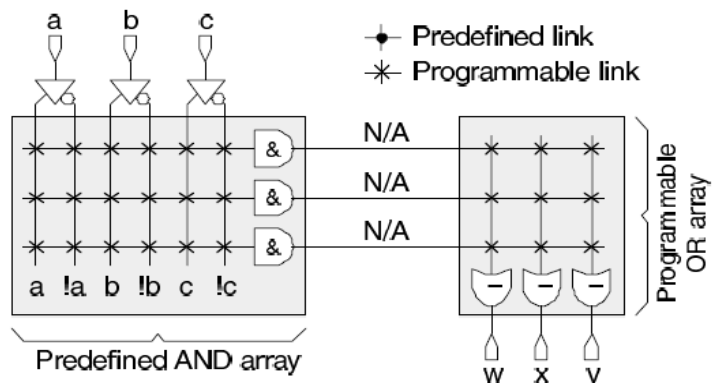 a b c
Predefined link
Programmable link
N/A
&
N/A
&
N/A
&
a !a b !b c !c
Predefined AND array
Programmable
OR array
w x v